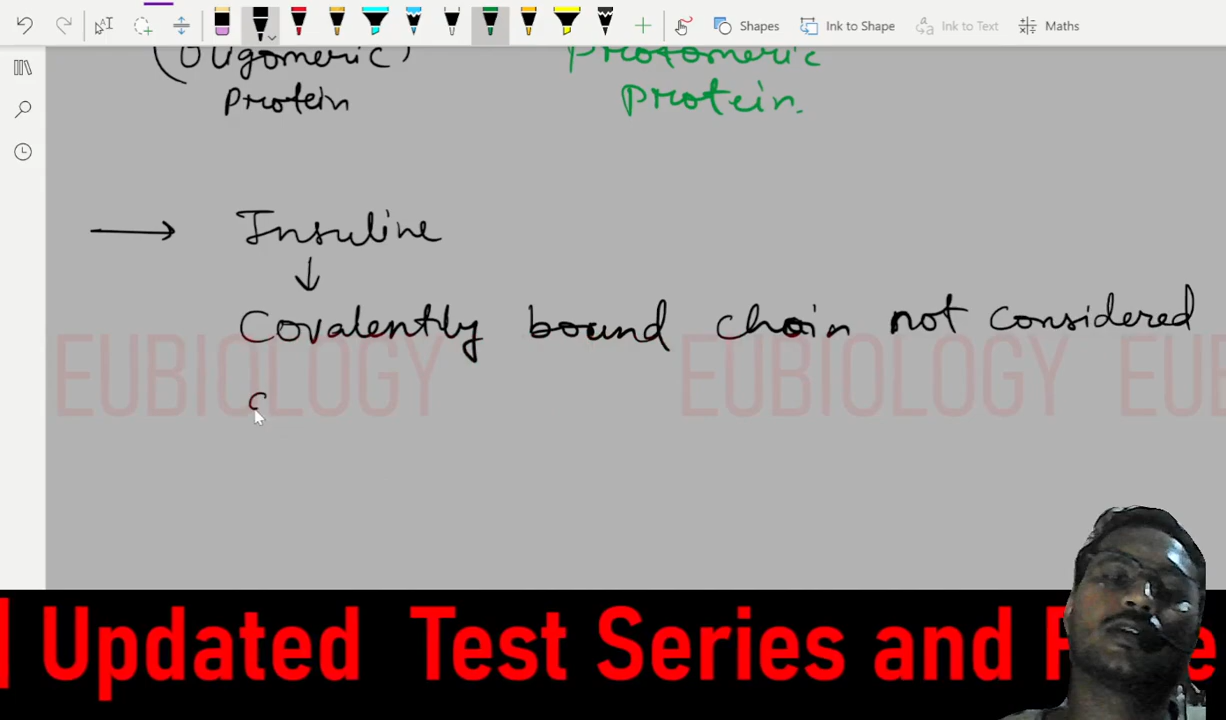 Shapes Ink to Shape Ink to Text Maths
(Oligomeric) Protomeric
Protein Protein.
→ Insuline
↓
Covalently bound chain not considered
EUBIOLOGY EUBIOLOGY EUBIOLOGY
Updated Test Series and